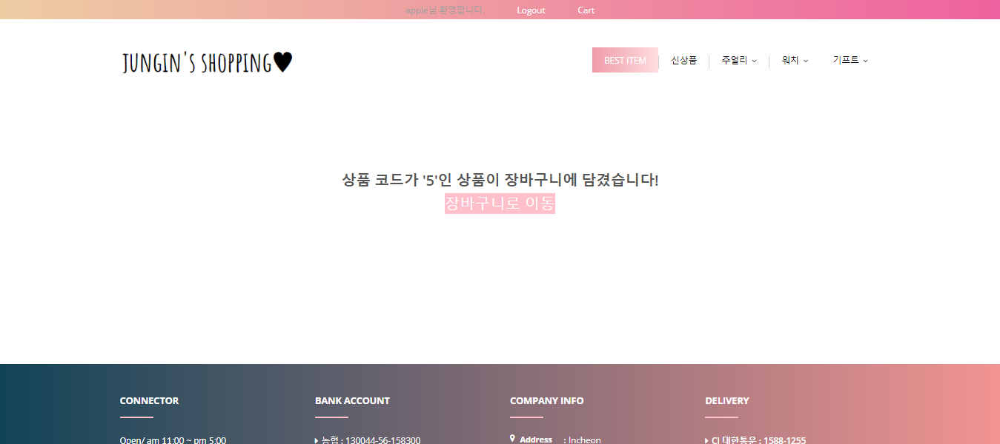 apple님 환영합니다. Logout Cart
JUNGIN'S SHOPPING♥
BEST ITEM 신상품 주얼리 워치 기프트
상품 코드가 '5'인 상품이 장바구니에 담겼습니다!
장바구니로 이동
CONNECTOR BANK ACCOUNT COMPANY INFO DELIVERY
Open/ am 11:00 ~ pm 5:00 농협 : 130044-56-158300 Address : Incheon CJ 대한통운 : 1588-1255